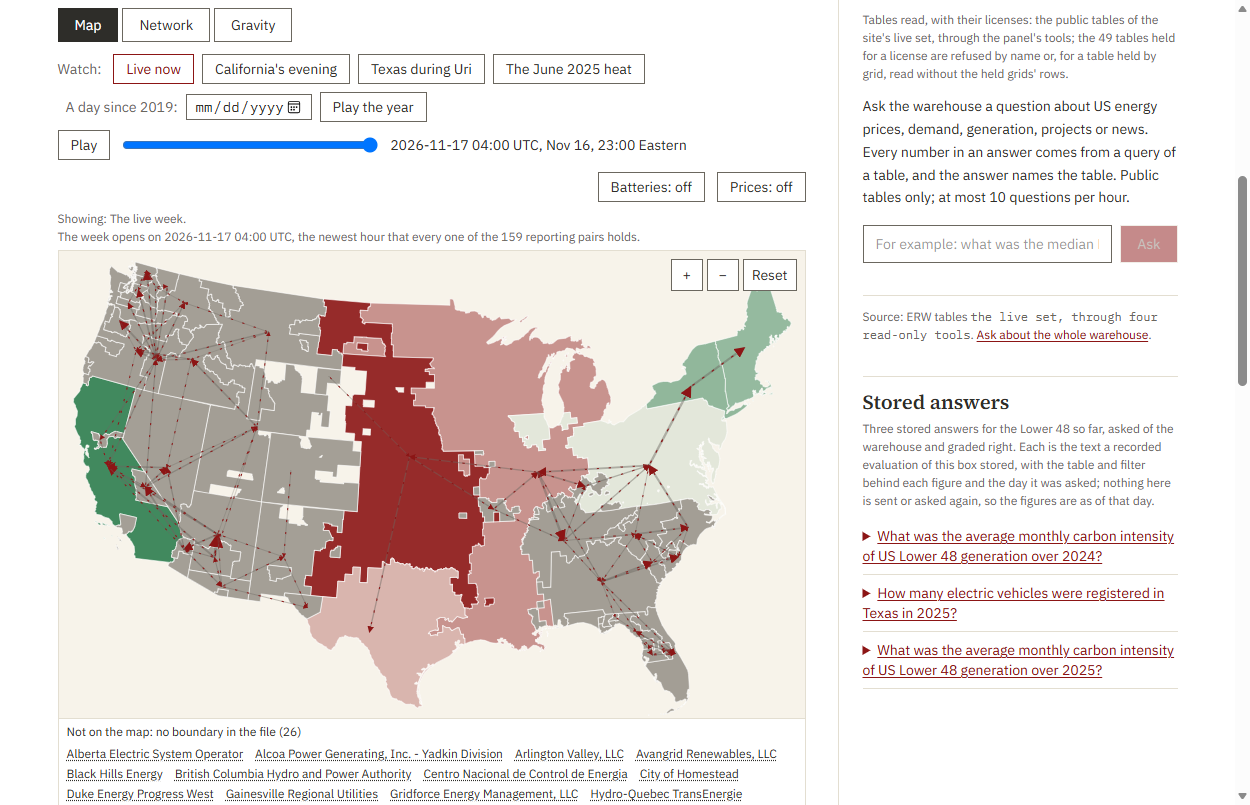 Map
Network
Gravity
Watch:
Live now
California's evening
Texas during Uri
The June 2025 heat
A day since 2019:
mm/dd/yyyy
Play the year
Play
2026-11-17 04:00 UTC, Nov 16, 23:00 Eastern
Batteries: off
Prices: off
Showing: The live week.
The week opens on 2026-11-17 04:00 UTC, the newest hour that every one of the 159 reporting pairs holds.
+
−
Reset
Not on the map: no boundary in the file (26)
Alberta Electric System Operator
Alcoa Power Generating, Inc. - Yadkin Division
Arlington Valley, LLC
Avangrid Renewables, LLC
Black Hills Energy
British Columbia Hydro and Power Authority
Centro Nacional de Control de Energia
City of Homestead
Duke Energy Progress West
Gainesville Regional Utilities
Gridforce Energy Management, LLC
Hydro-Quebec TransEnergie
Tables read, with their licenses: the public tables of the
site's live set, through the panel's tools; the 49 tables held
for a license are refused by name or, for a table held by
grid, read without the held grids' rows.
Ask the warehouse a question about US energy
prices, demand, generation, projects or news.
Every number in an answer comes from a query of
a table, and the answer names the table. Public
tables only; at most 10 questions per hour.
For example: what was the median
Ask
Source: ERW tables the live set, through four
read-only tools. Ask about the whole warehouse.
Stored answers
Three stored answers for the Lower 48 so far, asked of the
warehouse and graded right. Each is the text a recorded
evaluation of this box stored, with the table and filter
behind each figure and the day it was asked; nothing here
is sent or asked again, so the figures are as of that day.
What was the average monthly carbon intensity
of US Lower 48 generation over 2024?
How many electric vehicles were registered in
Texas in 2025?
What was the average monthly carbon intensity
of US Lower 48 generation over 2025?